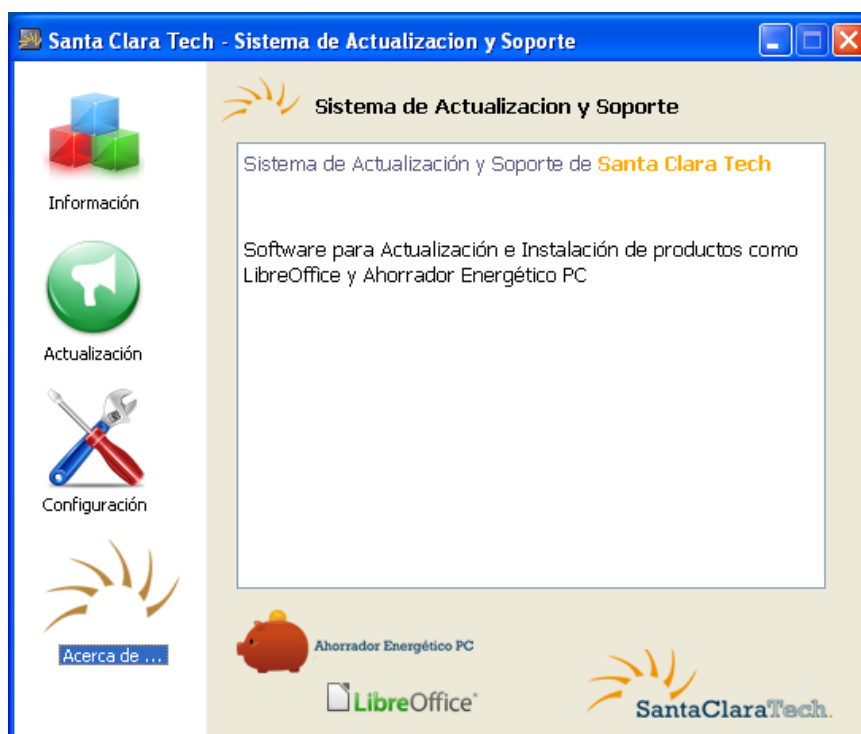 Santa Clara Tech - Sistema de Actualizacion y Soporte
Información
Actualización
Configuración
Acerca de ...
Sistema de Actualizacion y Soporte
Sistema de Actualización y Soporte de Santa Clara Tech
Software para Actualización e Instalación de productos como
LibreOffice y Ahorrador Energético PC
Ahorrador Energético PC
LibreOffice
SantaClaraTech.